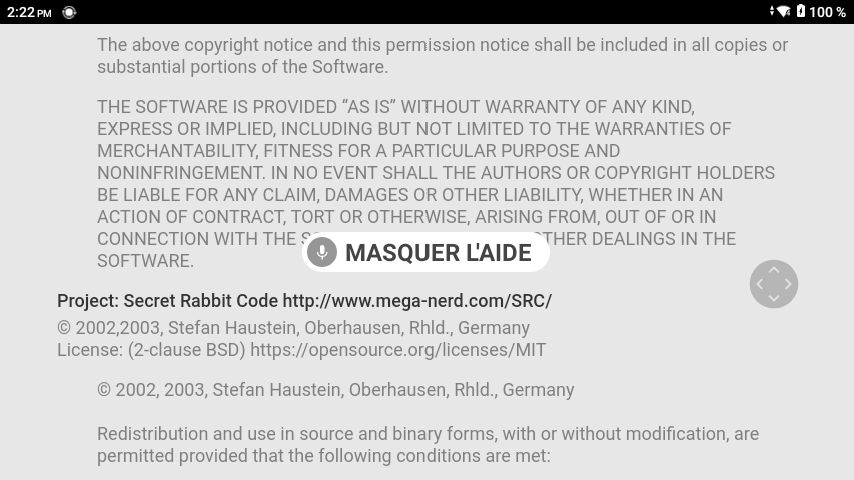 2:22 PM
100 %
The above copyright notice and this permission notice shall be included in all copies or
substantial portions of the Software.
THE SOFTWARE IS PROVIDED “AS IS” WITHOUT WARRANTY OF ANY KIND,
EXPRESS OR IMPLIED, INCLUDING BUT NOT LIMITED TO THE WARRANTIES OF
MERCHANTABILITY, FITNESS FOR A PARTICULAR PURPOSE AND
NONINFRINGEMENT. IN NO EVENT SHALL THE AUTHORS OR COPYRIGHT HOLDERS
BE LIABLE FOR ANY CLAIM, DAMAGES OR OTHER LIABILITY, WHETHER IN AN
ACTION OF CONTRACT, TORT OR OTHERWISE, ARISING FROM, OUT OF OR IN
CONNECTION WITH THE DEALINGS IN THE
MASQUER L'AIDE
SOFTWARE.
Project: Secret Rabbit Code http://www.mega-nerd.com/SRC/
© 2002,2003, Stefan Haustein, Oberhausen, Rhld., Germany
License: (2-clause BSD) https://opensource.org/licenses/MIT
© 2002, 2003, Stefan Haustein, Oberhausen, Rhld., Germany
Redistribution and use in source and binary forms, with or without modification, are
permitted provided that the following conditions are met: